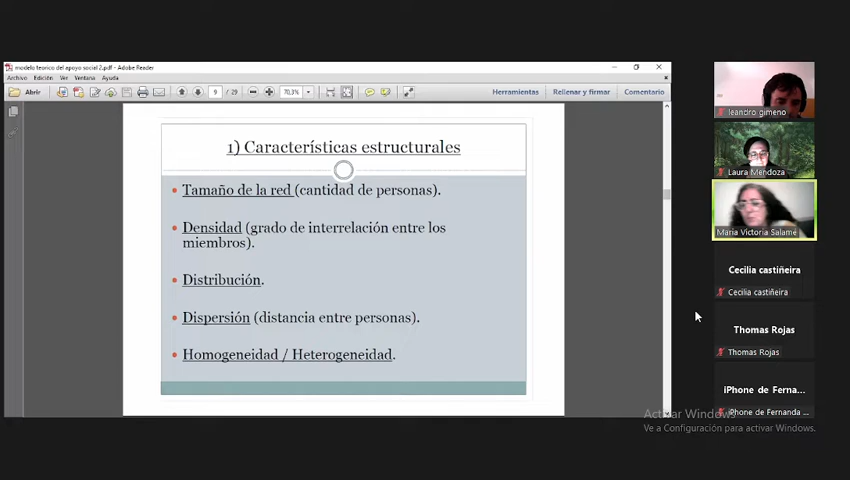 modelo teorico del apoyo social 2.pdf - Adobe Reader
Archivo Edición Ver Ventana Ayuda
Abrir 9 / 29 70,3% Herramientas Rellenar y firmar Comentario
1) Características estructurales
• Tamaño de la red (cantidad de personas).
• Densidad (grado de interrelación entre los
miembros).
• Distribución.
• Dispersión (distancia entre personas).
• Homogeneidad / Heterogeneidad.
leandro gimeno
Laura Mendoza
Maria Victoria Salame
Cecilia castiñeira
Cecilia castiñeira
Thomas Rojas
Thomas Rojas
iPhone de Ferna...
iPhone de Fernanda ...
Activar Windows
Ve a Configuración para activar Windows.